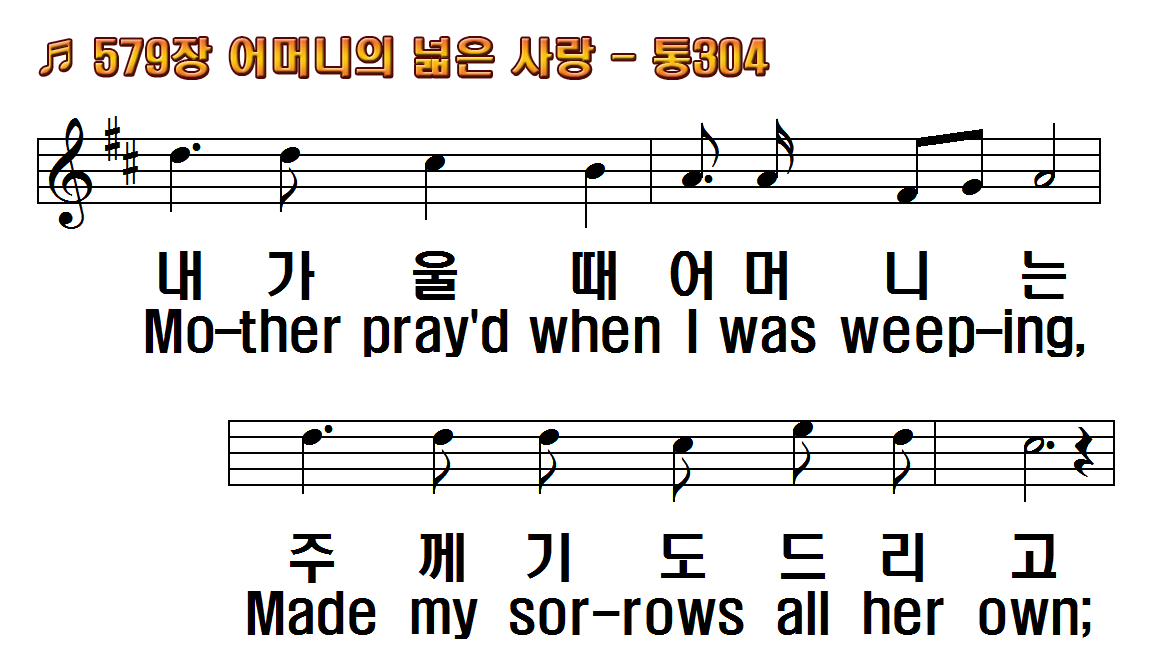 ♬ 579장 어머니의 넓은 사랑 - 통304
내 가 울 때 어 머 니 는
Mo-ther pray'd when I was weep-ing,
주 께 기 도 드 리 고
Made my sor-rows all her own;